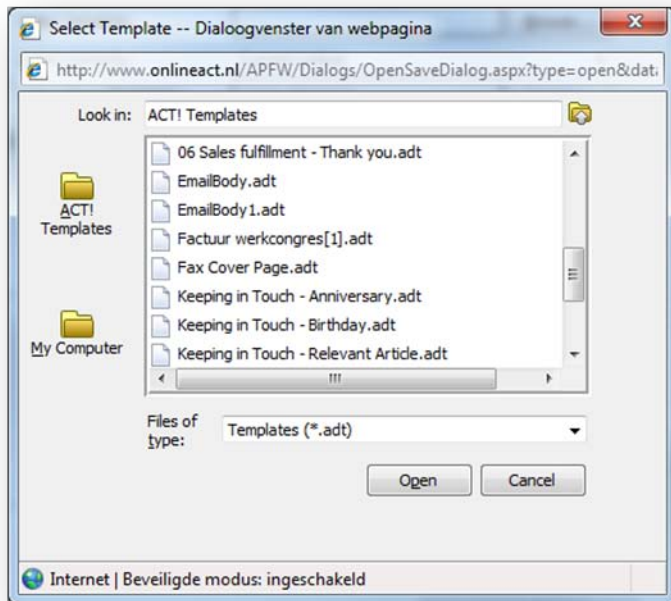 Select Template -- Dialoogvenster van webpagina
http://www.onlineact.nl/APFW/Dialogs/OpenSaveDialog.aspx?type=open&data
Look in:
ACT! Templates
ACT!
Templates
My Computer
06 Sales fulfillment - Thank you.adt
EmailBody.adt
EmailBody1.adt
Factuur werkcongres[1].adt
Fax Cover Page.adt
Keeping in Touch - Anniversary.adt
Keeping in Touch - Birthday.adt
Keeping in Touch - Relevant Article.adt
Files of
type:
Templates (*.adt)
Open
Cancel
Internet | Beveiligde modus: ingeschakeld